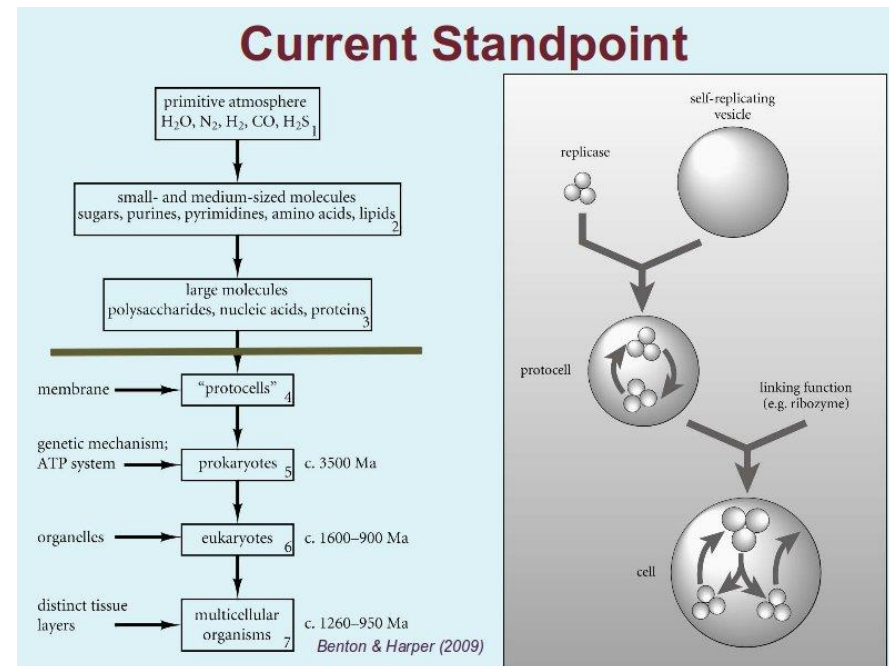 Current Standpoint
primitive atmosphere
H₂O, N₂, H₂, CO, H₂S
1
small- and medium-sized molecules
sugars, purines, pyrimidines, amino acids, lipids
2
large molecules
polysaccharides, nucleic acids, proteins
3
membrane
“protocells”
4
genetic mechanism;
ATP system
prokaryotes
5
c. 3500 Ma
organelles
eukaryotes
6
c. 1600–900 Ma
distinct tissue
layers
multicellular
organisms
7
c. 1260–950 Ma
Benton & Harper (2009)
self-replicating
vesicle
replicase
protocell
linking function
(e.g. ribozyme)
cell